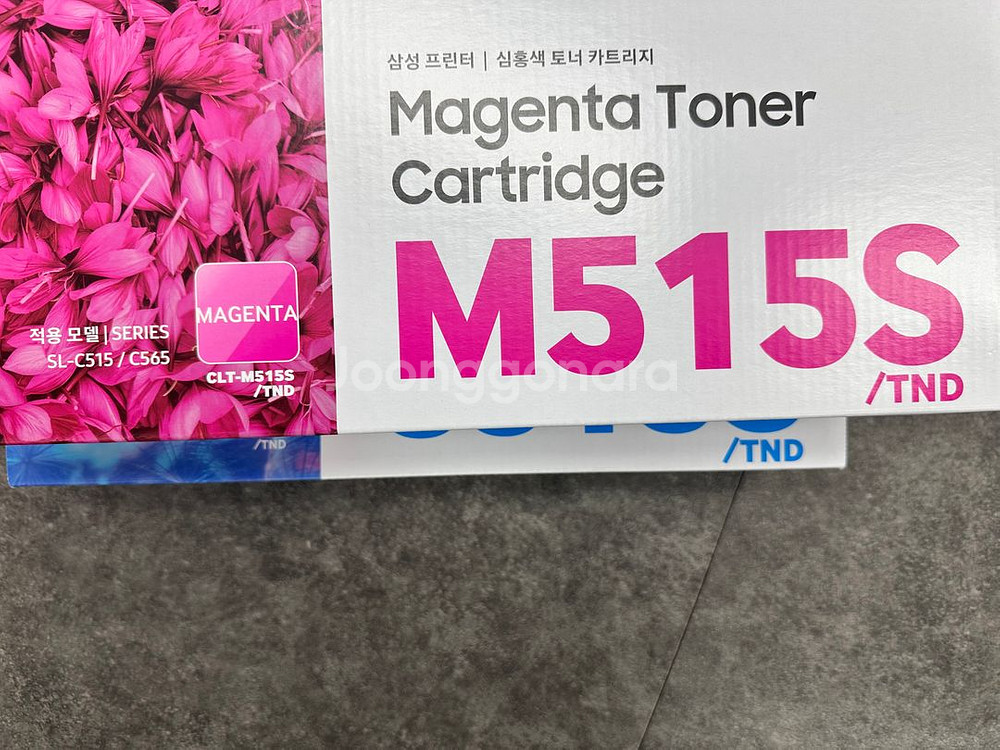 삼성 프린터 | 심홍색 토너 카트리지
Magenta Toner
Cartridge
M515S
/TND
MAGENTA
적용 모델 | SERIES
SL-C515 / C565
CLT-M515S
/TND
Joonggonara
/TND
/TND